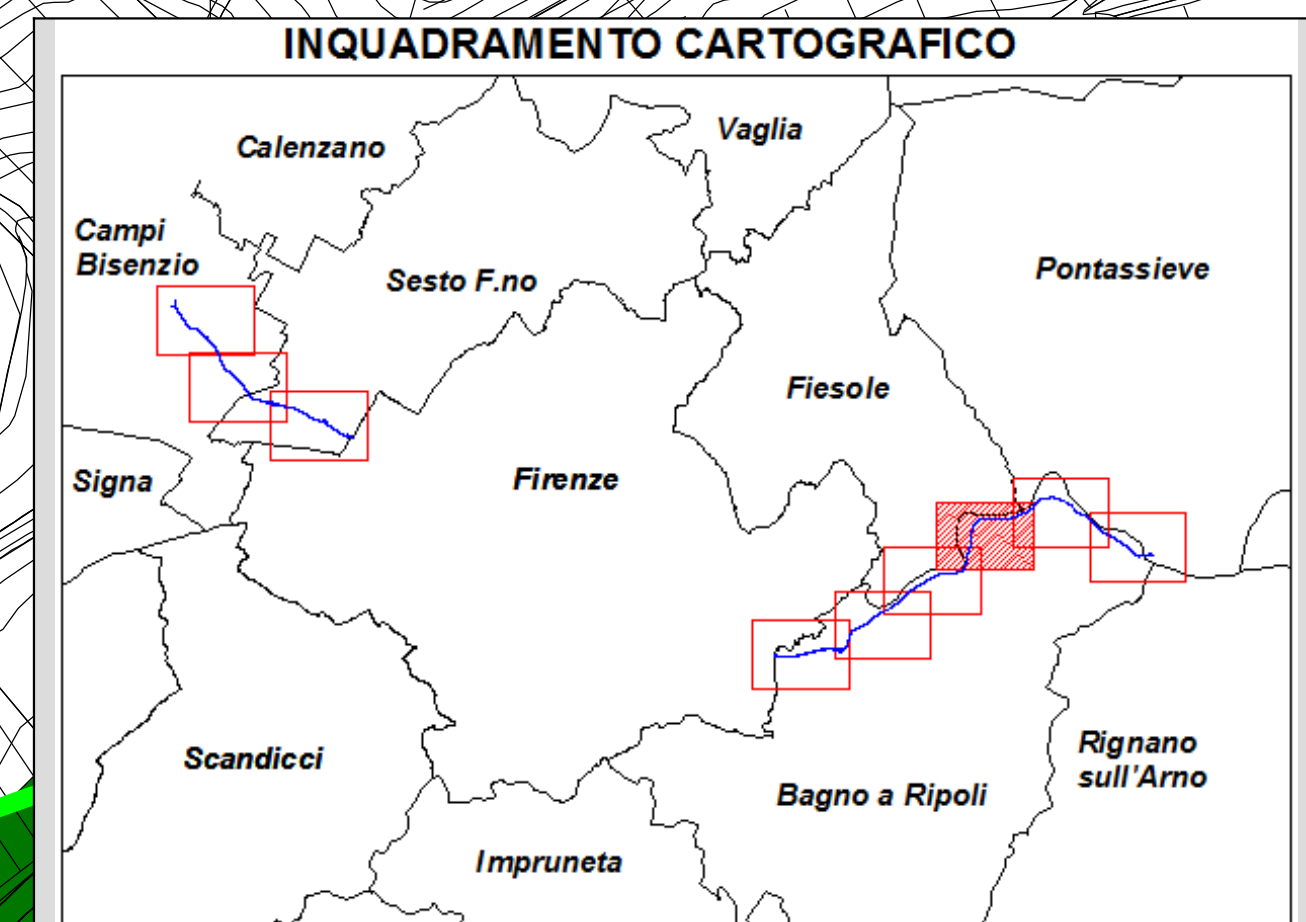 INQUADRAMENTO CARTOGRAFICO
Vaglia
Calenzano
Campi
Bisenzio
Sesto F.no
Pontassieve
Fiesole
Signa
Firenze
Scandicci
Rignano
sull'Arno
Bagno a Ripoli
Impruneta